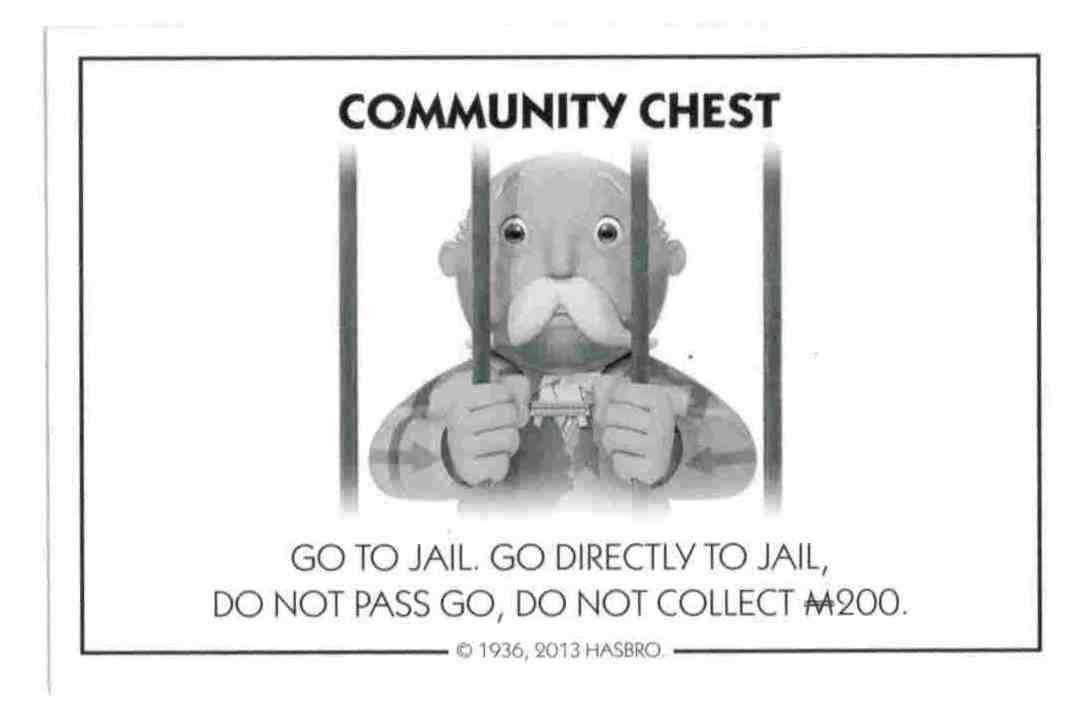 COMMUNITY CHEST
GO TO JAIL. GO DIRECTLY TO JAIL,
DO NOT PASS GO, DO NOT COLLECT ₩200.
© 1936, 2013 HASBRO.